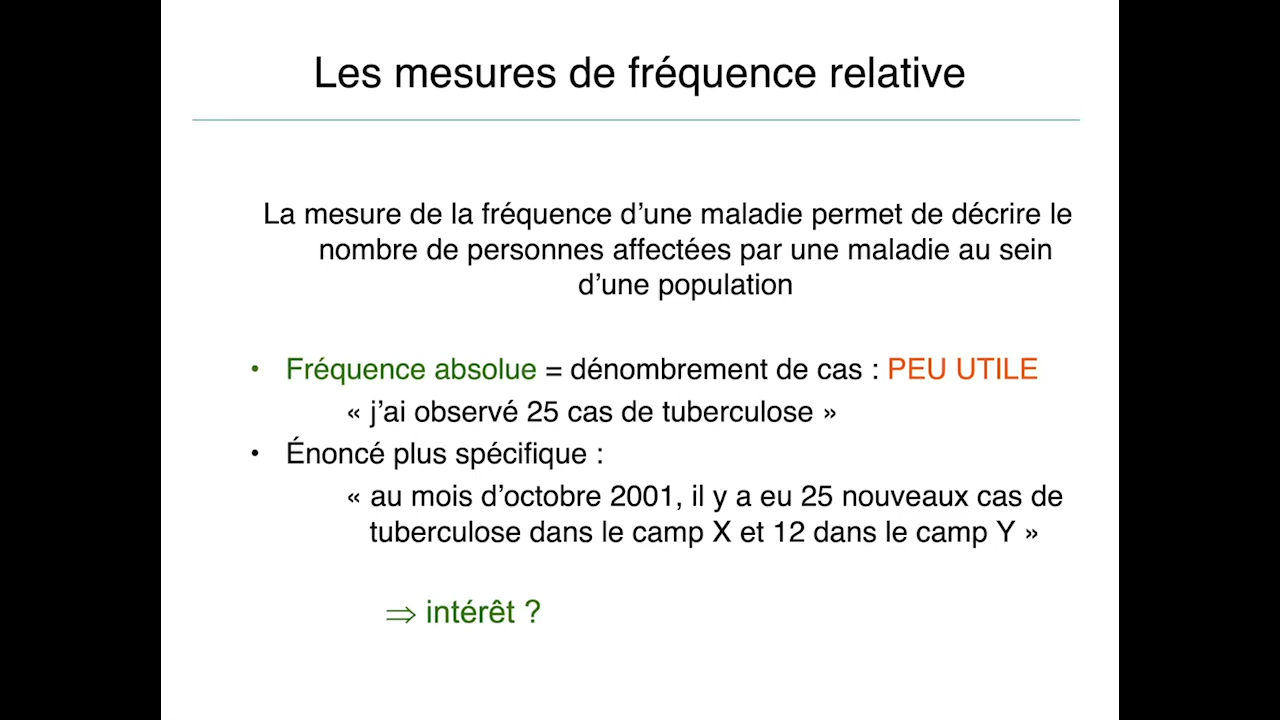 Les mesures de fréquence relative
La mesure de la fréquence d’une maladie permet de décrire le
nombre de personnes affectées par une maladie au sein
d’une population
• Fréquence absolue = dénombrement de cas : PEU UTILE
« j’ai observé 25 cas de tuberculose »
• Énoncé plus spécifique :
« au mois d’octobre 2001, il y a eu 25 nouveaux cas de
tuberculose dans le camp X et 12 dans le camp Y »
⇒ intérêt ?